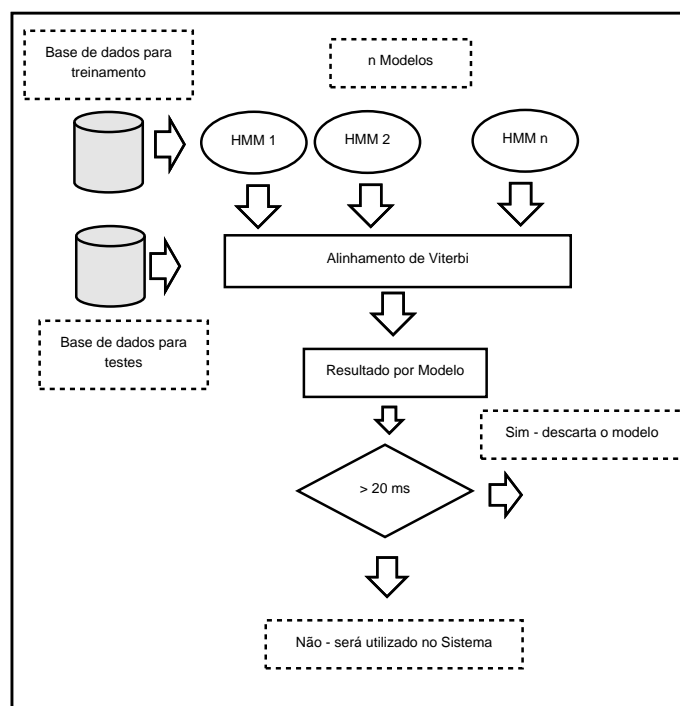 Base de dados para
treinamento
n Modelos
HMM 1
HMM 2
HMM n
Alinhamento de Viterbi
Base de dados para
testes
Resultado por Modelo
Sim - descarta o modelo
> 20 ms
Não - será utilizado no Sistema